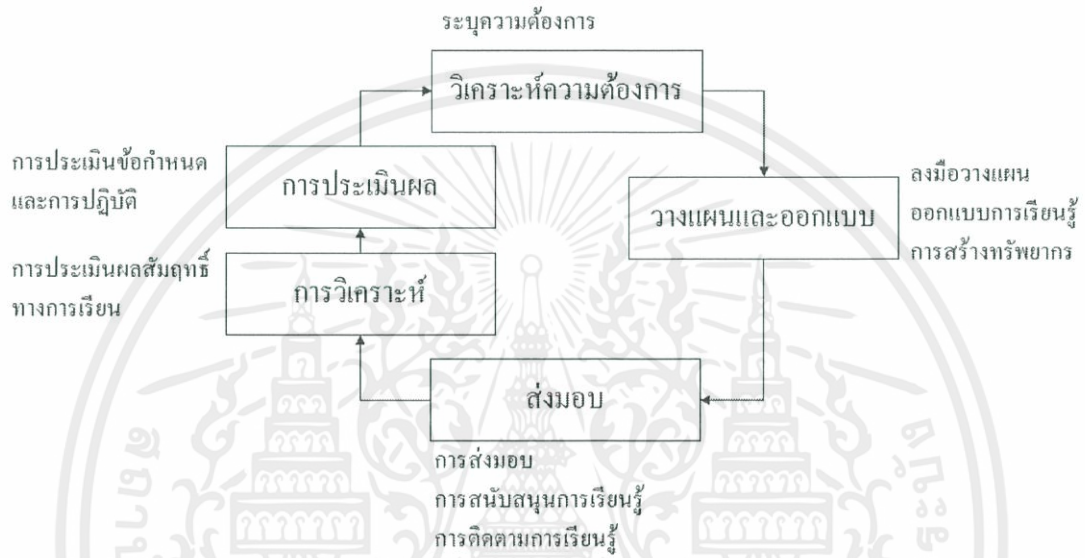 ระบุความต้องการ
วิเคราะห์ความต้องการ
การประเมินข้อกำหนด
และการปฏิบัติ
การประเมินผล
วางแผนและออกแบบ
ลงมือวางแผน
ออกแบบการเรียนรู้
การสร้างทรัพยากร
การประเมินผลสัมฤทธิ์
ทางการเรียน
การวิเคราะห์
ส่งมอบ
การส่งมอบ
การสนับสนุนการเรียนรู้
การติดตามการเรียนรู้